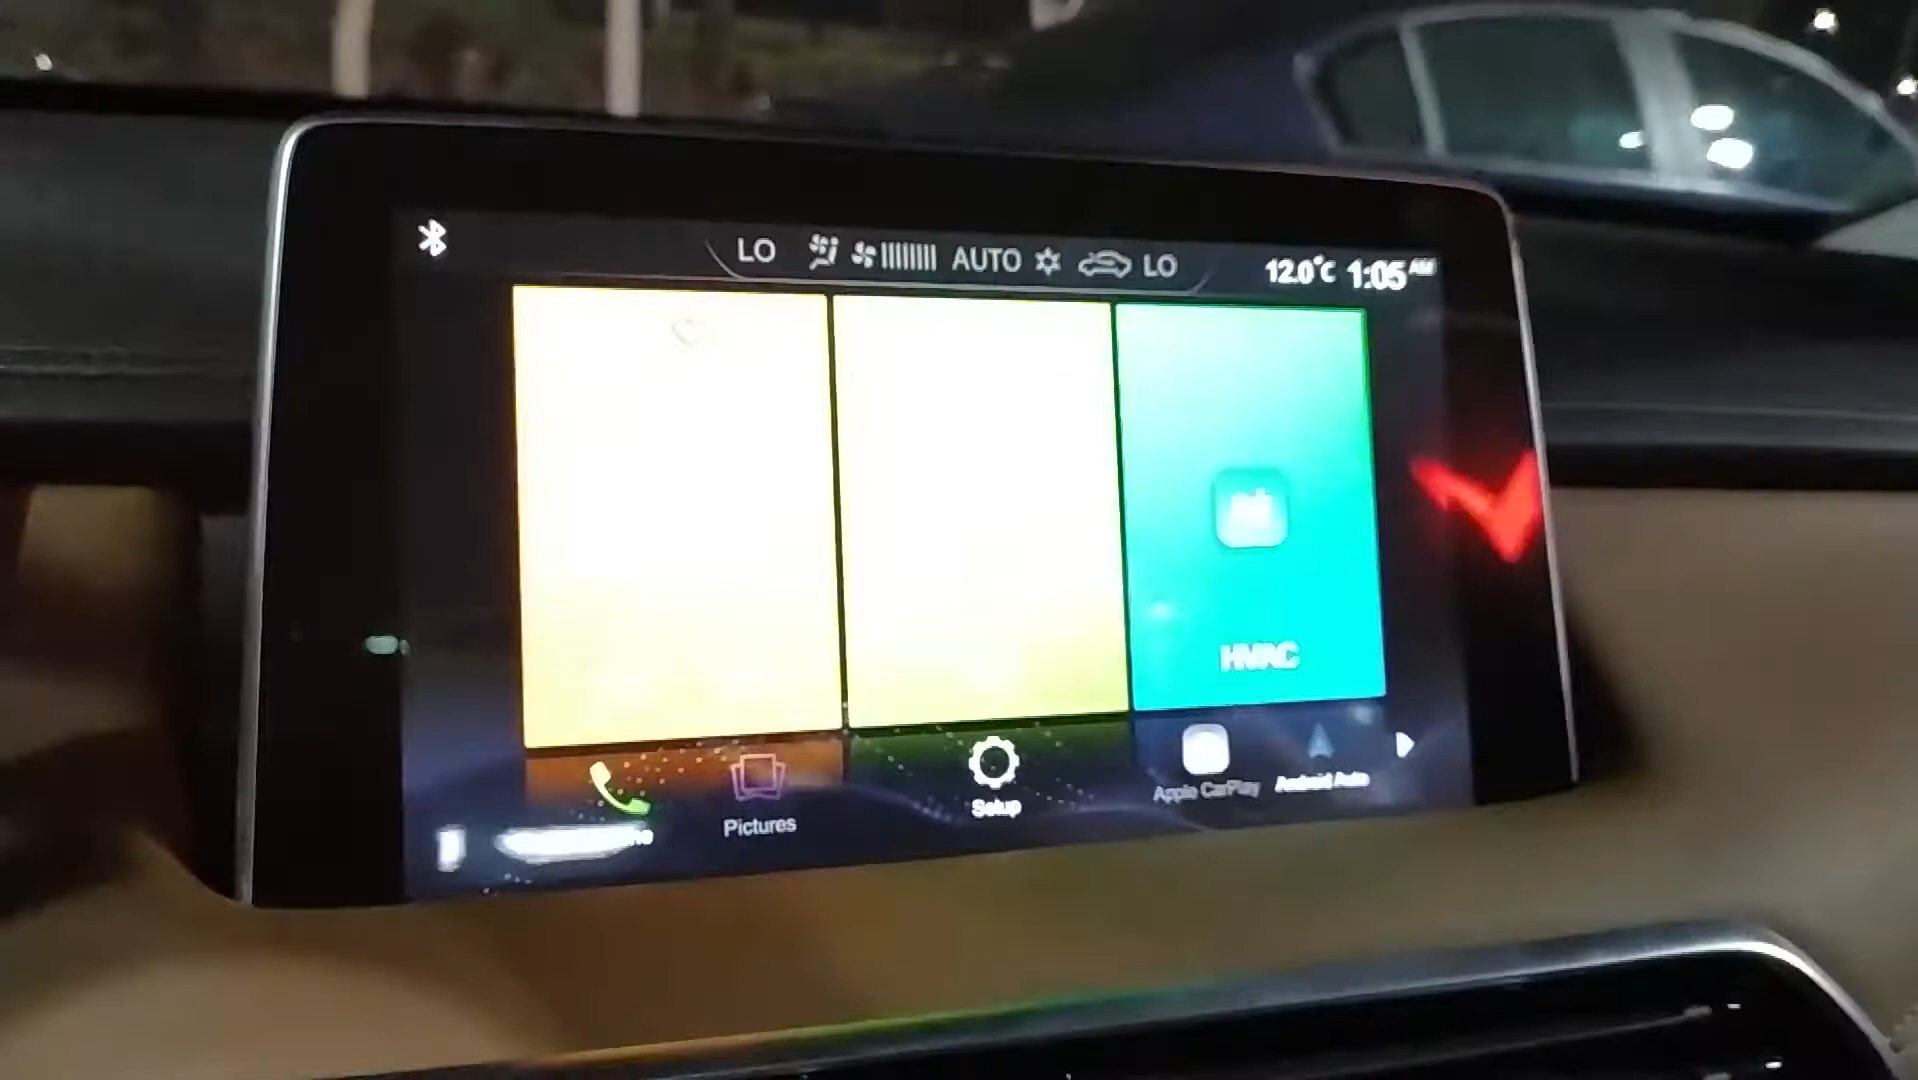 LO AUTO LO 12.0°C 1:05 AM
HVAC
Pictures
Setup
Apple CarPlay
Android Auto